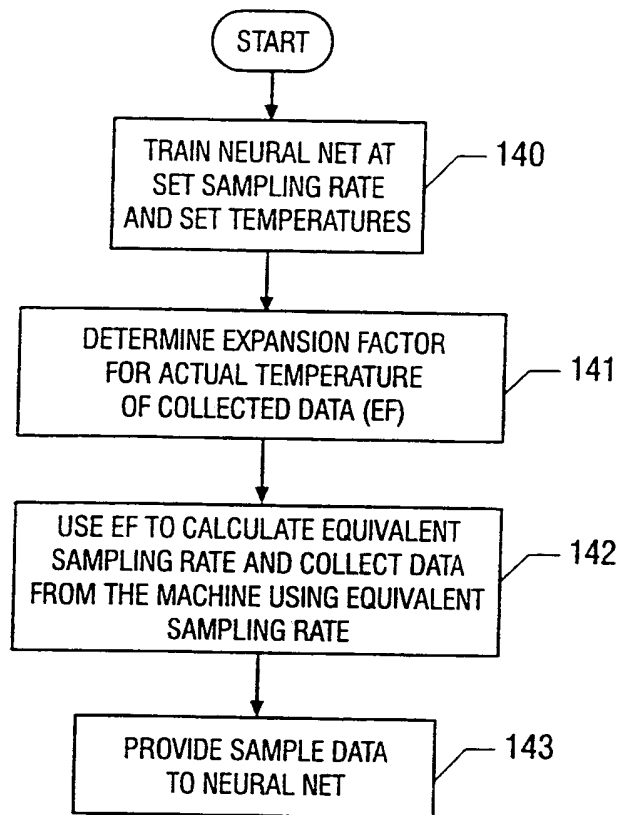 START
TRAIN NEURAL NET AT
SET SAMPLING RATE
AND SET TEMPERATURES
140
DETERMINE EXPANSION FACTOR
FOR ACTUAL TEMPERATURE
OF COLLECTED DATA (EF)
141
USE EF TO CALCULATE EQUIVALENT
SAMPLING RATE AND COLLECT DATA
FROM THE MACHINE USING EQUIVALENT
SAMPLING RATE
142
PROVIDE SAMPLE DATA
TO NEURAL NET
143